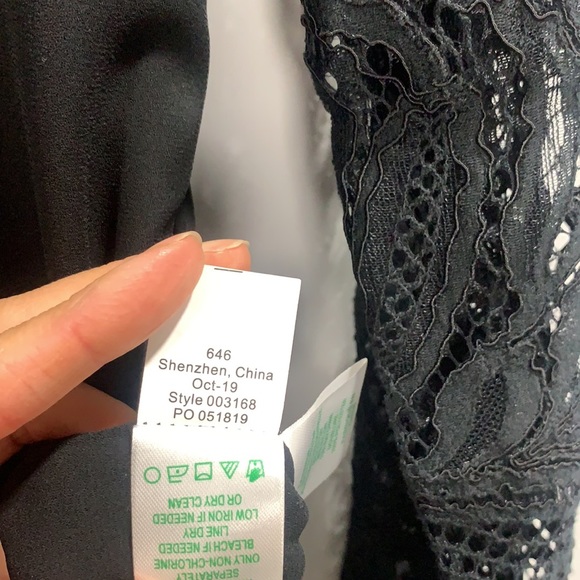 646
Shenzhen, China
Oct-19
Style 003168
PO 051819
SEPARATELY
ONLY NON-CHLORINE
BLEACH IF NEEDED
LINE DRY
LOW IRON IF NEEDED
OR DRY CLEAN